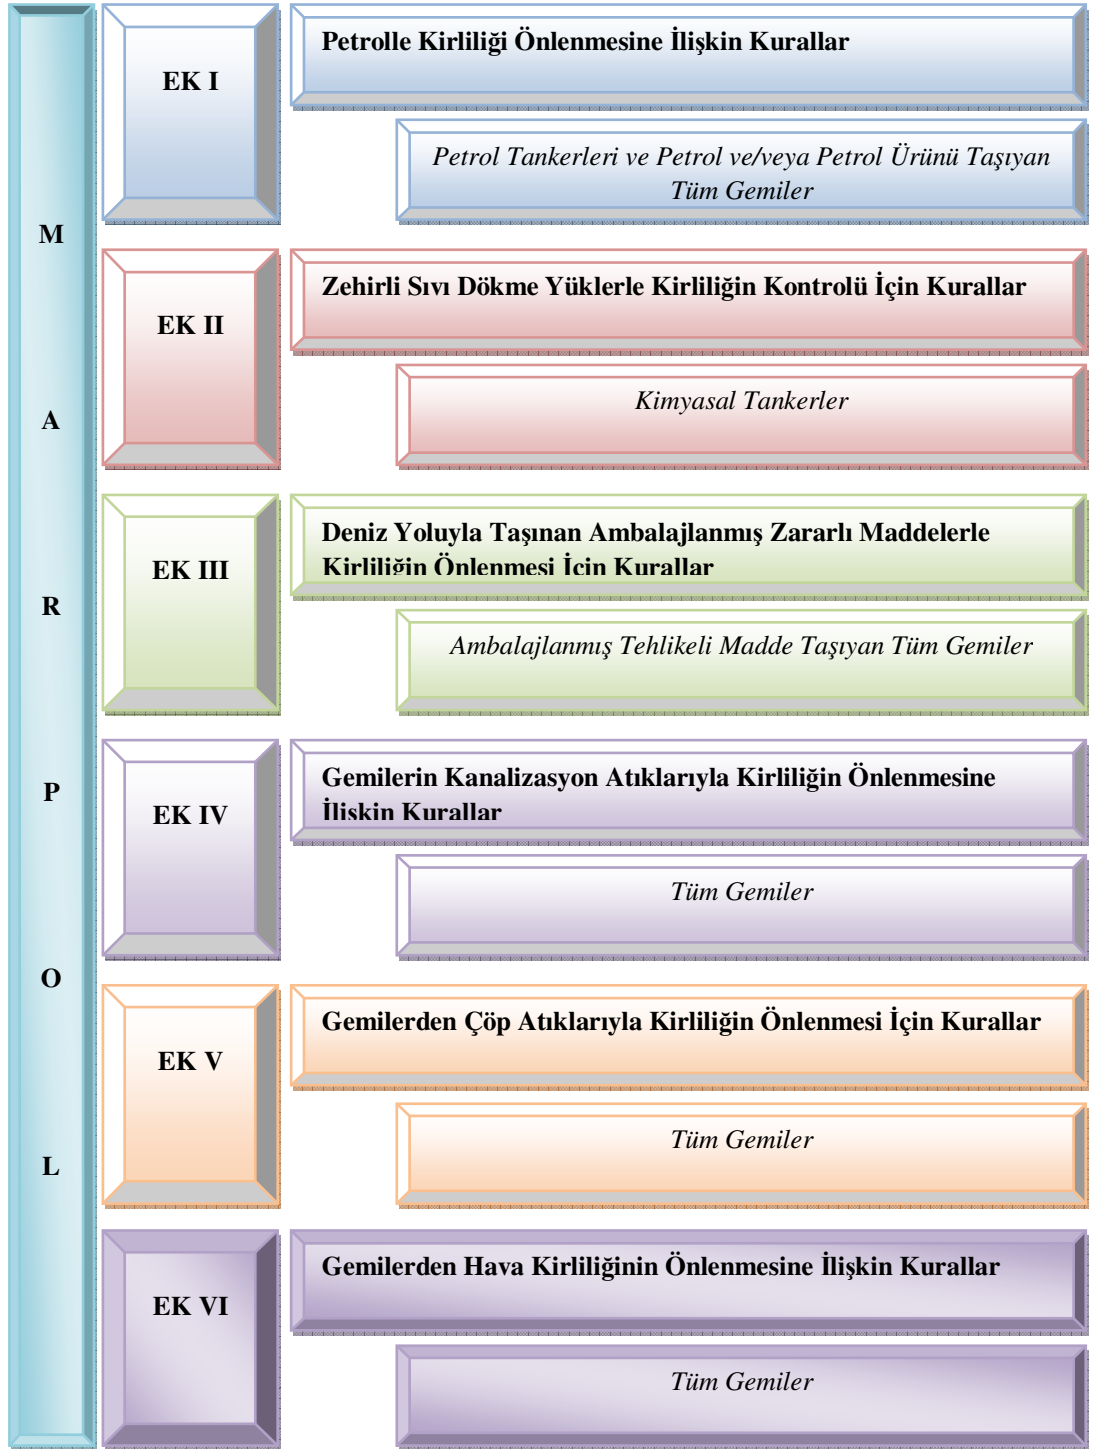 M
A
R
P
O
L
EK I
Petrolle Kirliliği Önlenmesine İlişkin Kurallar
Petrol Tankerleri ve Petrol ve/veya Petrol Ürünü Taşıyan
Tüm Gemiler
EK II
Zehirli Sıvı Dökme Yüklerle Kirliliğin Kontrolü İçin Kurallar
Kimyasal Tankerler
EK III
Deniz Yoluyla Taşınan Ambalajlanmış Zararlı Maddelerle
Kirliliğin Önlenmesi İçin Kurallar
Ambalajlanmış Tehlikeli Madde Taşıyan Tüm Gemiler
EK IV
Gemilerin Kanalizasyon Atıklarıyla Kirliliğin Önlenmesine
İlişkin Kurallar
Tüm Gemiler
EK V
Gemilerden Çöp Atıklarıyla Kirliliğin Önlenmesi İçin Kurallar
Tüm Gemiler
EK VI
Gemilerden Hava Kirliliğinin Önlenmesine İlişkin Kurallar
Tüm Gemiler